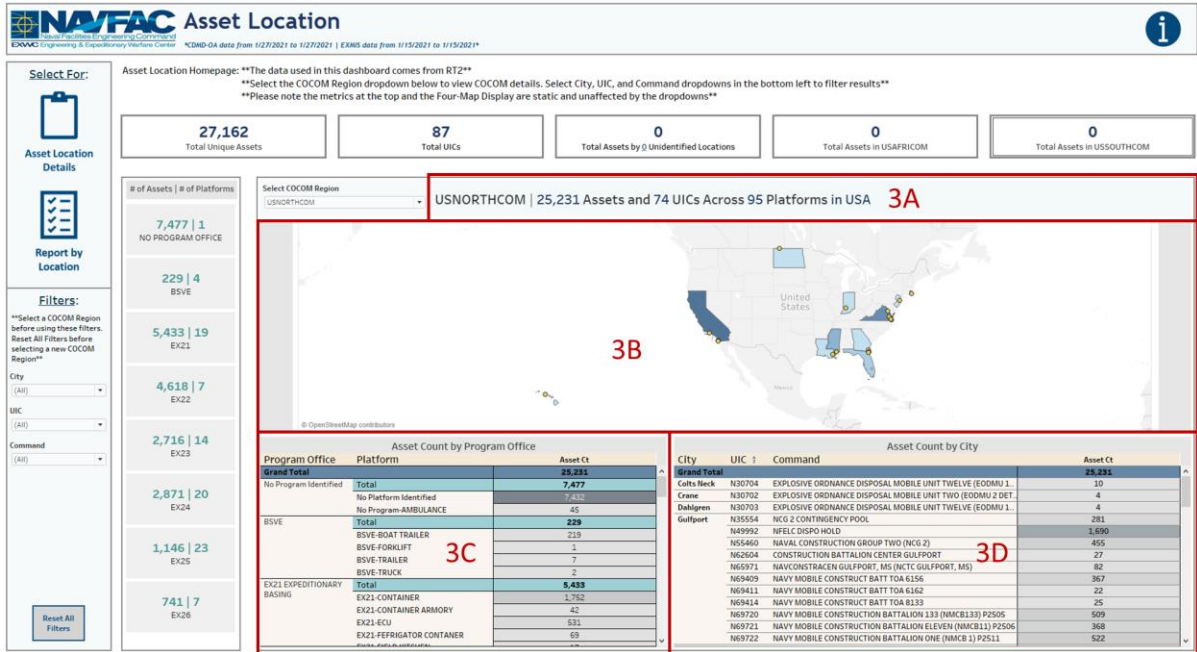 NAVFAC
Naval Facilities Engineering Command
EXWC Engineering & Expeditionary Warfare Center
Asset Location
*CDMD-OA data from 1/27/2021 to 1/27/2021 | EXMIS data from 1/15/2021 to 1/15/2021*
i
Select For:
Asset Location
Details
Report by
Location
Filters:
**Select a COCOM Region
before using these filters.
Reset All Filters before
selecting a new COCOM
Region**
City
(All)
UIC
(All)
Command
(All)
Reset All
Filters
Asset Location Homepage: **The data used in this dashboard comes from RT2**
**Select the COCOM Region dropdown below to view COCOM details. Select City, UIC, and Command dropdowns in the bottom left to filter results**
**Please note the metrics at the top and the Four-Map Display are static and unaffected by the dropdowns**
27,162
Total Unique Assets
87
Total UICs
0
Total Assets by 0 Unidentified Locations
0
Total Assets in USAFRICOM
0
Total Assets in USSOUTHCOM
# of Assets | # of Platforms
7,477 | 1
NO PROGRAM OFFICE
229 | 4
BSVE
5,433 | 19
EX21
4,618 | 7
EX22
2,716 | 14
EX23
2,871 | 20
EX24
1,146 | 23
EX25
741 | 7
EX26
Select COCOM Region
USNORTHCOM
USNORTHCOM | 25,231 Assets and 74 UICs Across 95 Platforms in USA 3A
United
States
Mexico
3B
© OpenStreetMap contributors
Asset Count by Program Office
Program Office Platform Asset Ct
Grand Total 25,231
No Program Identified Total 7,477
No Platform Identified 7,432
No Program-AMBULANCE 45
BSVE Total 229
BSVE-BOAT TRAILER 219
BSVE-FORKLIFT 1
BSVE-TRAILER 7
BSVE-TRUCK 2
3C
EX21 EXPEDITIONARY Total 5,433
BASING EX21-CONTAINER 1,752
EX21-CONTAINER ARMORY 42
EX21-ECU 531
EX21-FEFRIGATOR CONTANER 69
Asset Count by City
City UIC Command Asset Ct
Grand Total 25,231
Colts Neck N30704 EXPLOSIVE ORDNANCE DISPOSAL MOBILE UNIT TWELVE (EODMU 1.. 10
Crane N30702 EXPLOSIVE ORDNANCE DISPOSAL MOBILE UNIT TWO (EODMU 2 DET.. 4
Dahlgren N30703 EXPLOSIVE ORDNANCE DISPOSAL MOBILE UNIT TWELVE (EODMU 1.. 4
Gulfport N35554 NCG 2 CONTINGENCY POOL 281
N49992 NFELC DISPO HOLD 1,690
N55460 NAVAL CONSTRUCTION GROUP TWO (NCG 2) 455
N62604 CONSTRUCTION BATTALION CENTER GULFPORT 27
N65971 NAVCONSTRACEN GULFPORT, MS (NCTC GULFPORT, MS) 82
N69409 NAVY MOBILE CONSTRUCT BATT TOA 6156 367
N69411 NAVY MOBILE CONSTRUCT BATT TOA 6162 22
N69414 NAVY MOBILE CONSTRUCT BATT TOA 8133 25
N69720 NAVY MOBILE CONSTRUCTION BATTALION 133 (NMCB133) P2505 509
N69721 NAVY MOBILE CONSTRUCTION BATTALION ELEVEN (NMCB11) P2506 368
N69722 NAVY MOBILE CONSTRUCTION BATTALION ONE (NMCB 1) P2511 522
3D